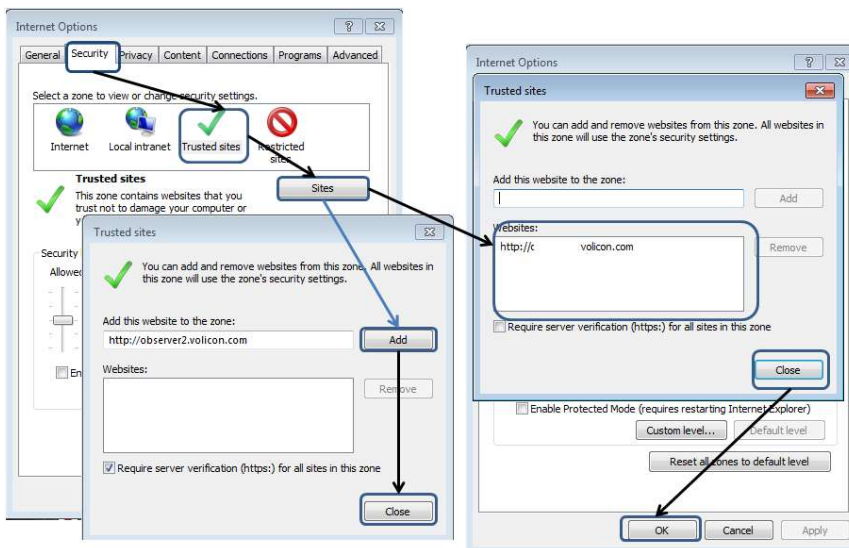 Internet Options
General Security Privacy Content Connections Programs Advanced
Select a zone to view or change security settings.
Internet Local intranet Trusted sites Restricted sites
Trusted sites
This zone contains websites that you
trust not to damage your computer or
Sites
Security
Allowed
En
Trusted sites
You can add and remove websites from this zone. All websites in
this zone will use the zone's security settings.
Add this website to the zone:
http://observer2.volicon.com
Add
Websites:
Remove
Require server verification (https:) for all sites in this zone
Close
Internet Options
Trusted sites
You can add and remove websites from this zone. All websites in
this zone will use the zone's security settings.
Add this website to the zone:
Add
Websites:
http://c volicon.com
Remove
Require server verification (https:) for all sites in this zone
Close
Enable Protected Mode (requires restarting Internet Explorer)
Custom level... Default level
Reset all zones to default level
OK Cancel Apply